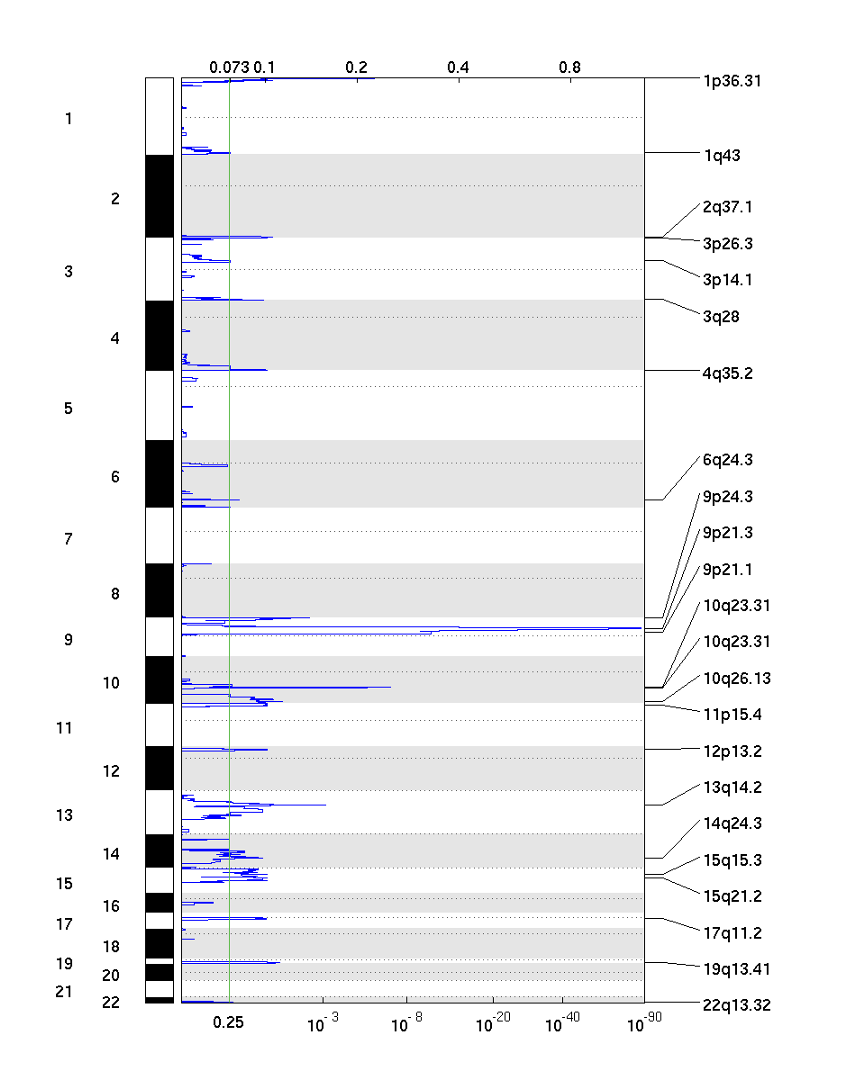 0.073 0.1 0.2 0.4 0.8
1p36.31
1
1q43
2
2q37.1
3p26.3
3
3p14.1
3q28
4
4q35.2
5
6q24.3
6
9p24.3
9p21.3
7
9p21.1
8
10q23.31
9
10q23.31
10
10q26.13
11p15.4
11
12p13.2
12
13q14.2
13
14q24.3
14
15q15.3
15
15q21.2
16
17
17q11.2
18
19
19q13.41
20
21
22
22q13.32
0.25 10-3 10-8 10-20 10-40 10-90